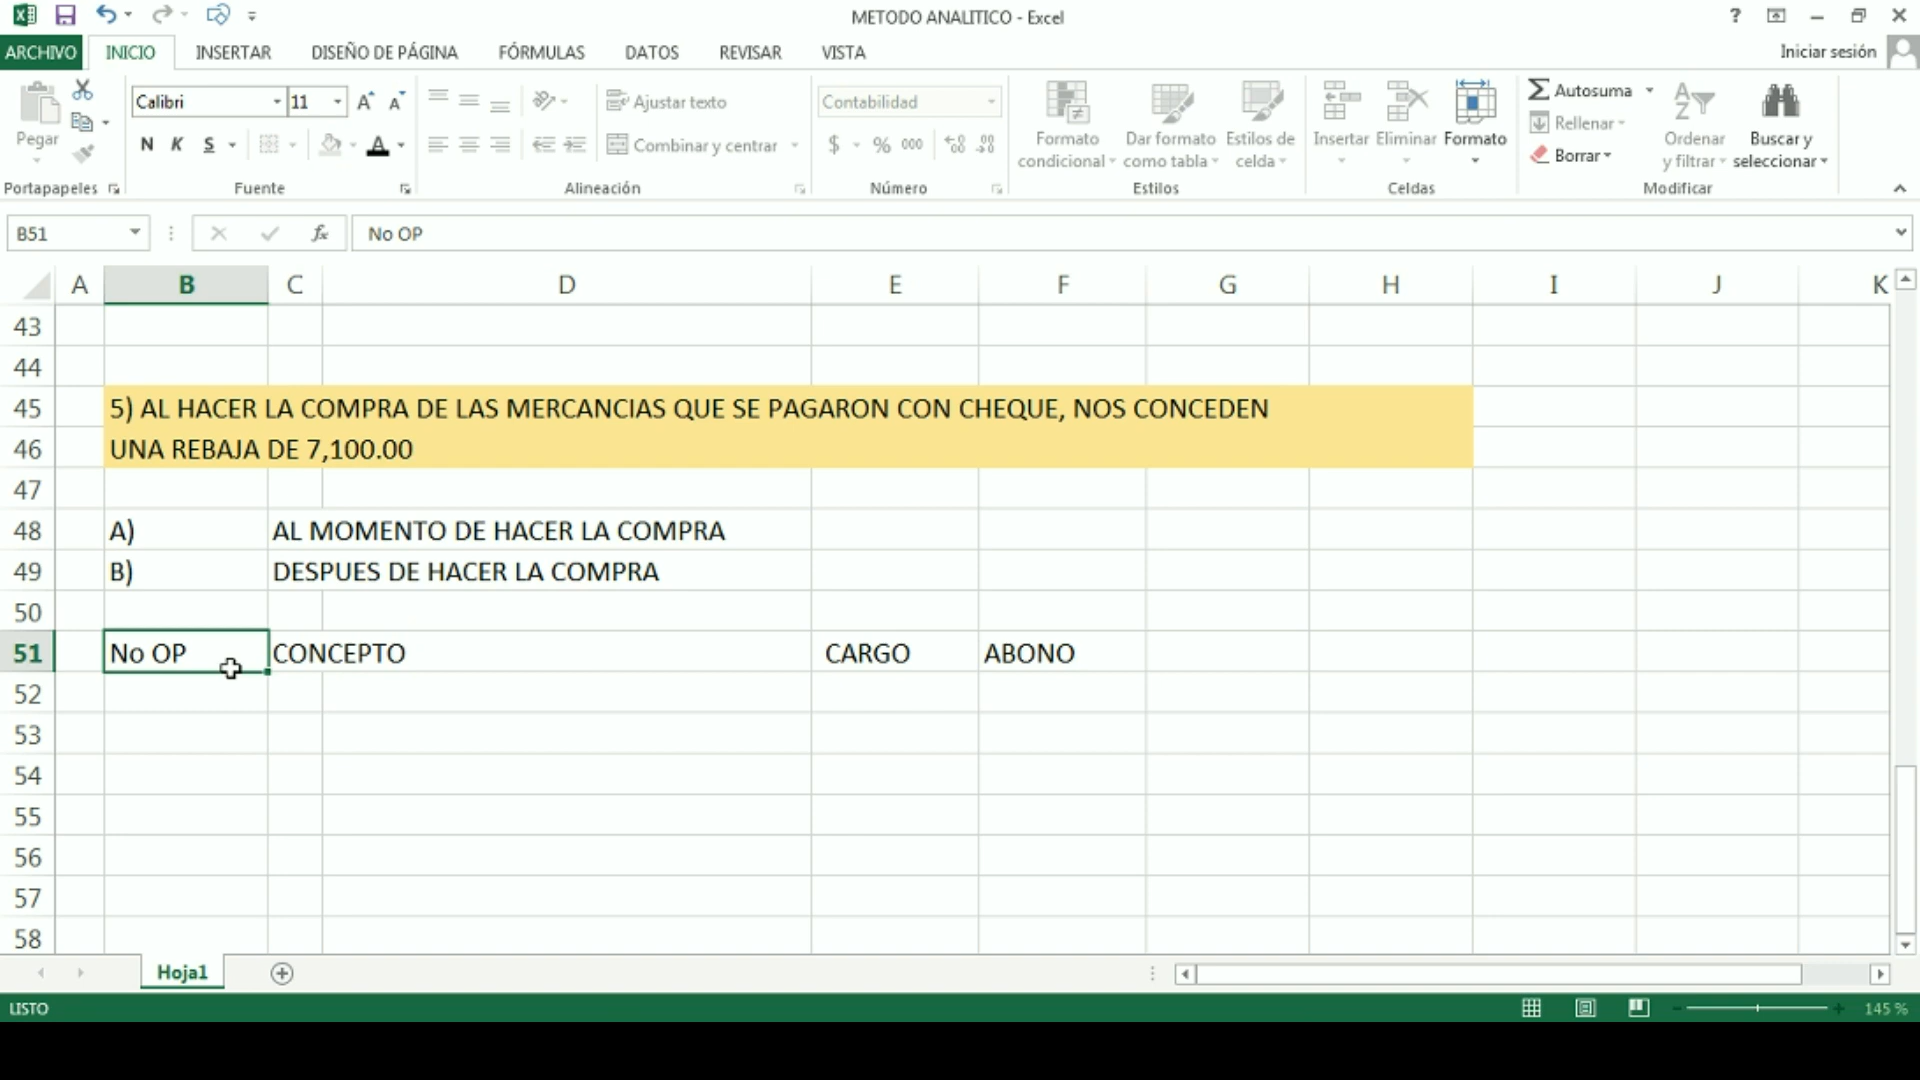 METODO ANALITICO - Excel
?
ARCHIVO INICIO INSERTAR DISEÑO DE PÁGINA FÓRMULAS DATOS REVISAR VISTA Iniciar sesión
Pegar
Calibri 11
N K S
Ajustar texto
Combinar y centrar
Contabilidad
$ % 000
Formato condicional
Dar formato como tabla
Estilos de celda
Insertar Eliminar Formato
Autosuma
Rellenar
Borrar
Ordenar y filtrar
Buscar y seleccionar
Portapapeles Fuente Alineación Número Estilos Celdas Modificar
B51 fx No OP
A B C D E F G H I J K
43
44
45 5) AL HACER LA COMPRA DE LAS MERCANCIAS QUE SE PAGARON CON CHEQUE, NOS CONCEDEN
46 UNA REBAJA DE 7,100.00
47
48 A) AL MOMENTO DE HACER LA COMPRA
49 B) DESPUES DE HACER LA COMPRA
50
51 No OP CONCEPTO CARGO ABONO
52
53
54
55
56
57
58
Hoja1
LISTO 145 %